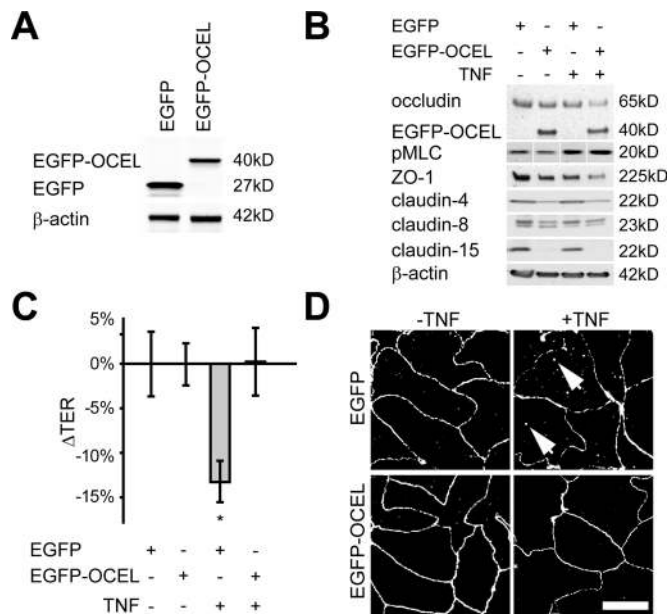 A
EGFP
EGFP-OCEL
EGFP-OCEL 40kD
EGFP 27kD
β-actin 42kD
B
EGFP + - + -
EGFP-OCEL - + - +
TNF - - + +
occludin 65kD
EGFP-OCEL 40kD
pMLC 20kD
ZO-1 225kD
claudin-4 22kD
claudin-8 23kD
claudin-15 22kD
β-actin 42kD
C
5%
0%
-5%
-10%
-15%
ΔTER
*
EGFP + - + -
EGFP-OCEL - + - +
TNF - - + +
D
-TNF +TNF
EGFP
EGFP-OCEL